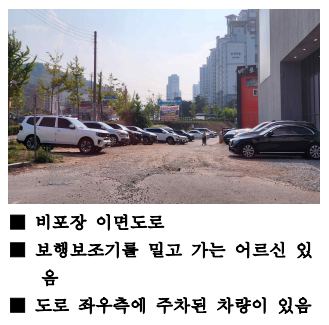 ■ 비포장 이면도로
■ 보행보조기를 밀고 가는 어르신 있
음
■ 도로 좌우측에 주차된 차량이 있음